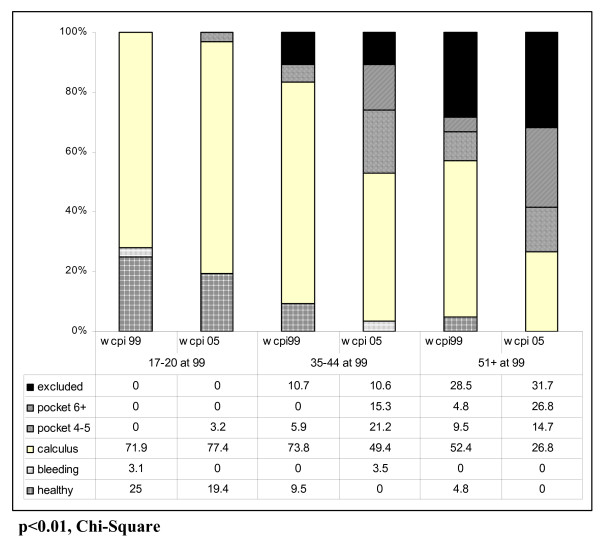 100%
80%
60%
40%
20%
0%
w cpi 99 w cpi 05 w cpi99 w cpi 05 w cpi99 w cpi 05
17-20 at 99 35-44 at 99 51+ at 99
excluded 0 0 10.7 10.6 28.5 31.7
pocket 6+ 0 0 0 15.3 4.8 26.8
pocket 4-5 0 3.2 5.9 21.2 9.5 14.7
calculus 71.9 77.4 73.8 49.4 52.4 26.8
bleeding 3.1 0 0 3.5 0 0
healthy 25 19.4 9.5 0 4.8 0
p<0.01, Chi-Square